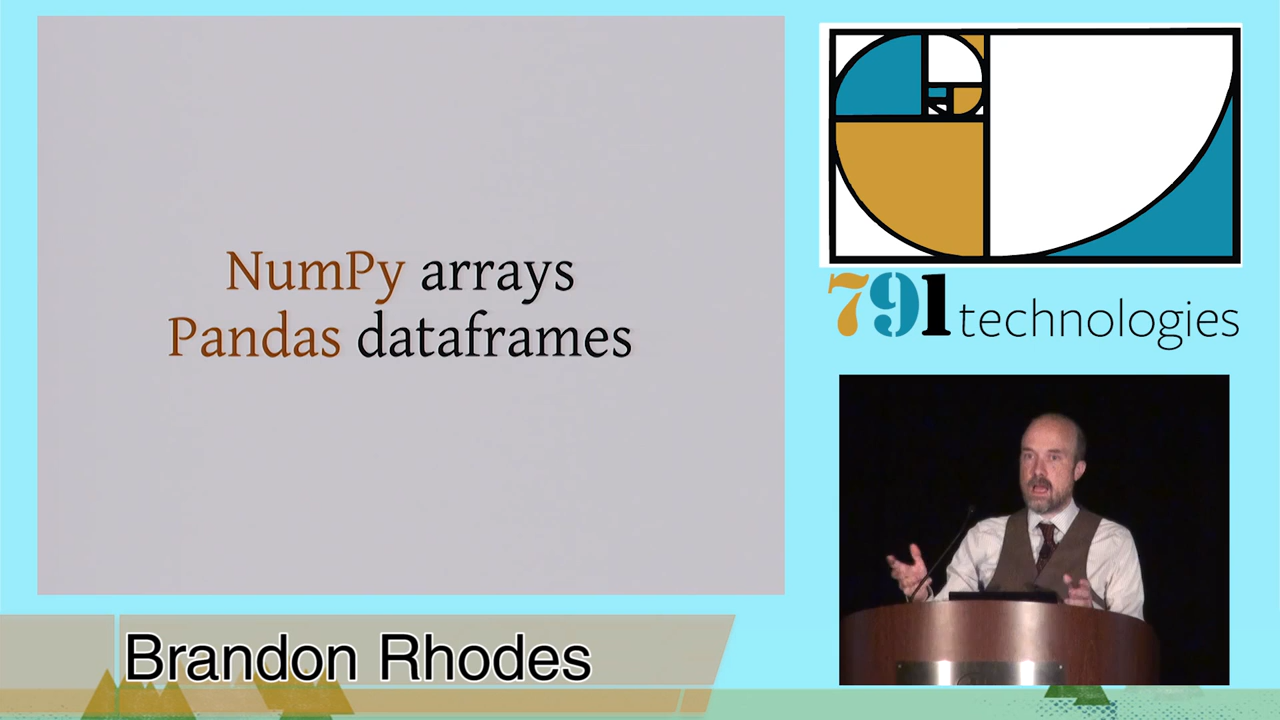 NumPy arrays
Pandas dataframes
791 technologies
Brandon Rhodes